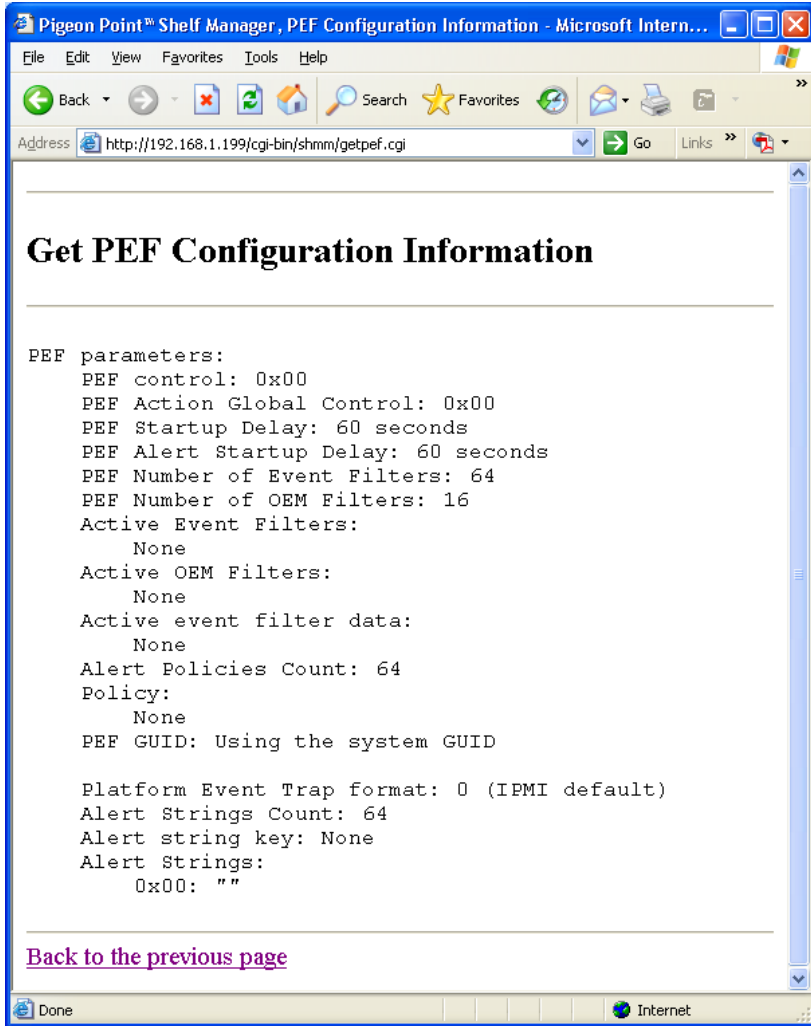 Pigeon Point™ Shelf Manager, PEF Configuration Information - Microsoft Intern...
File Edit View Favorites Tools Help
Back Search Favorites »
Address http://192.168.1.199/cgi-bin/shmm/getpef.cgi Go Links »
Get PEF Configuration Information
PEF parameters:
PEF control: 0x00
PEF Action Global Control: 0x00
PEF Startup Delay: 60 seconds
PEF Alert Startup Delay: 60 seconds
PEF Number of Event Filters: 64
PEF Number of OEM Filters: 16
Active Event Filters:
None
Active OEM Filters:
None
Active event filter data:
None
Alert Policies Count: 64
Policy:
None
PEF GUID: Using the system GUID
Platform Event Trap format: 0 (IPMI default)
Alert Strings Count: 64
Alert string key: None
Alert Strings:
0x00: ""
Back to the previous page
Done Internet